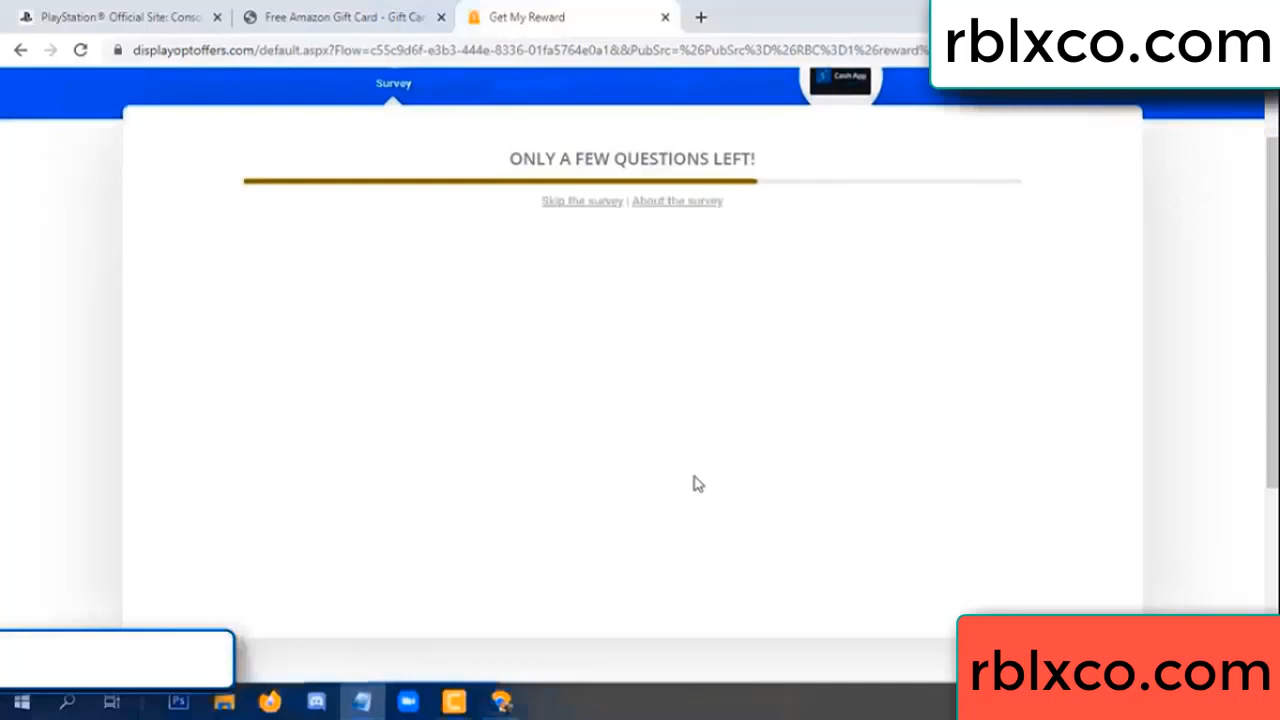 PlayStation® Official Site: Conso
Free Amazon Gift Card - Gift Car
Get My Reward
rblxco.com
displayoptoffers.com/default.aspx?Flow=c55c9d6f-e3b3-444e-8336-01fa5764e0a1&&PubSrc=%26PubSrc%3D%26RBC%3D1%26reward%
Survey
Cash App
ONLY A FEW QUESTIONS LEFT!
Skip the survey | About the survey
rblxco.com
Ps